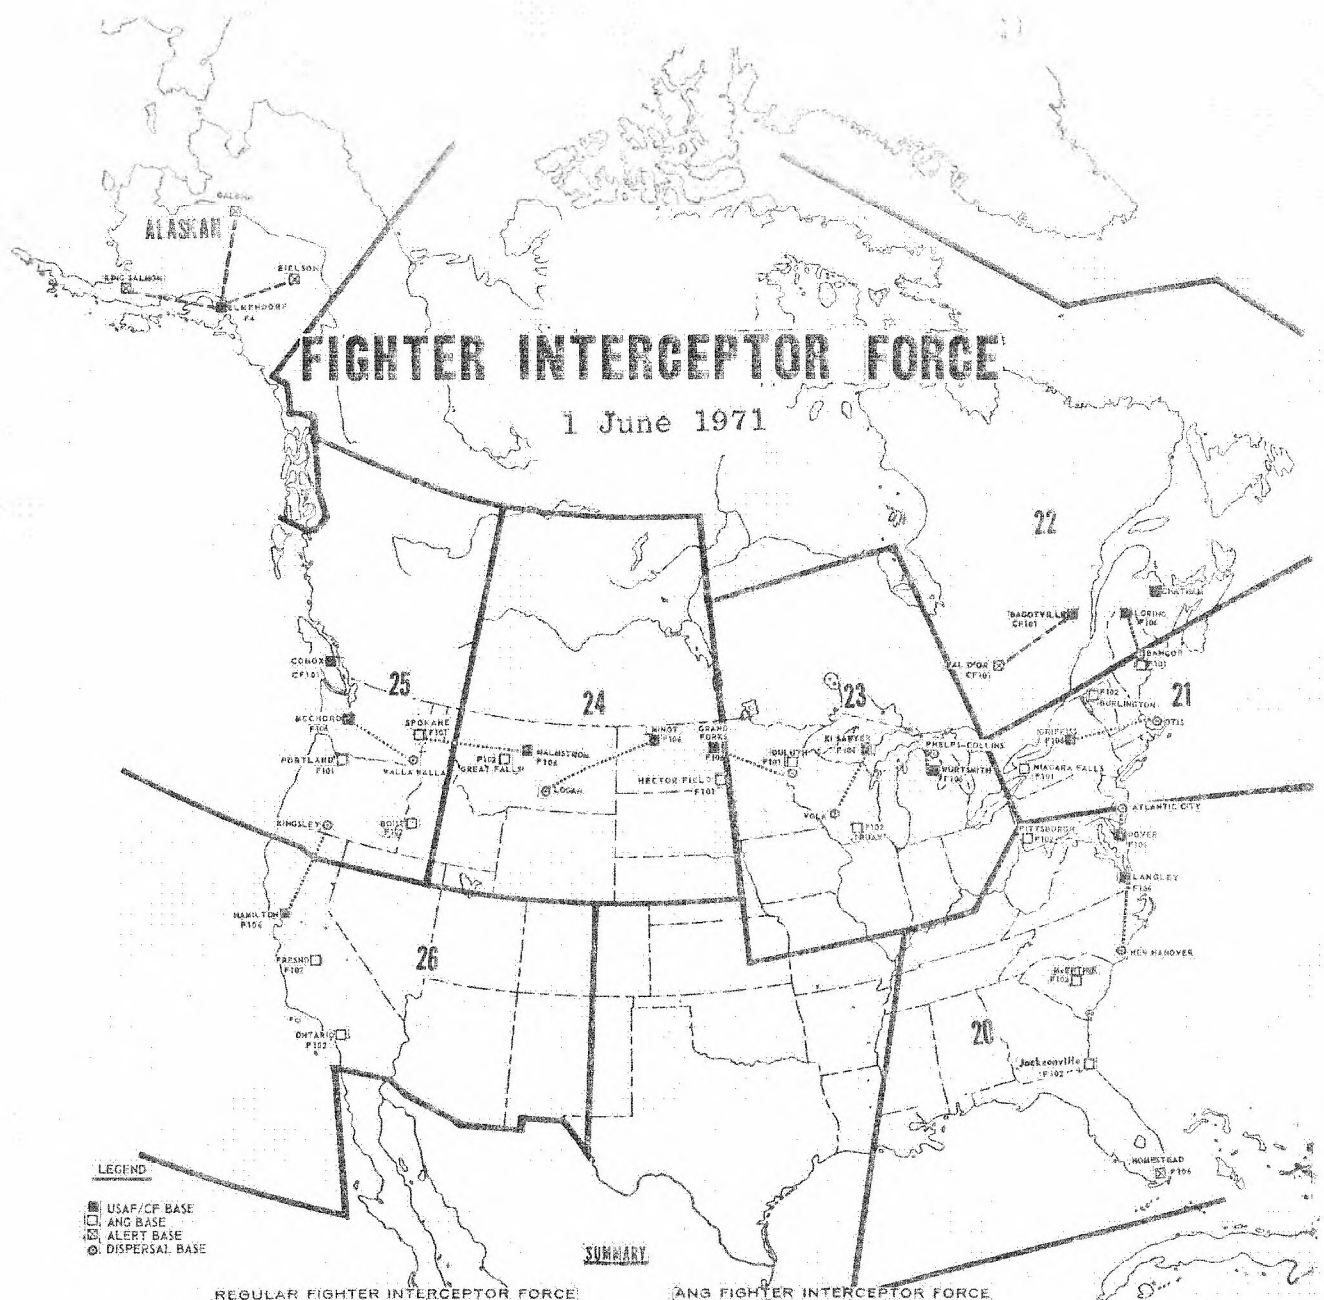 ALASKAN
GALENA
KING SALMON
EIELSON
ELMENDORF
F4
FIGHTER INTERCEPTOR FORCE
1 June 1971
22
CHATHAM
BAGOTVILLE
CF101
LORING
F106
VAL D'OR
CF101
BANGOR
F101
COMOX
CF101
25
24
23
21
F102
BURLINGTON
MCCHORD
F106
SPOKANE
F101
MINOT
F106
GRAND
FORKS
F106
KI SAWYER
F106
PHELPS-COLLINS
GRIFFISS
F106
OTIS
PORTLAND
F101
WALLA WALLA
F102
GREAT FALLS
MALMSTROM
F106
DULUTH
F101
WURTSMITH
F106
NIAGARA FALLS
F101
LOGAN
HECTOR FIELD
F101
VOLK
F102
TRUAX
ATLANTIC CITY
KINGSLEY
BOISE
F102
PITTSBURGH
F102
DOVER
F106
LANGLEY
F106
HAMILTON
F106
FRESNO
F102
26
NEW HANOVER
McENTIRE
F102
ONTARIO
F102
20
Jacksonville
F102
HOMESTEAD
F106
LEGEND
USAF/CF BASE
ANG BASE
ALERT BASE
DISPERSAL BASE
SUMMARY
REGULAR FIGHTER INTERCEPTOR FORCE
ANG FIGHTER INTERCEPTOR FORCE